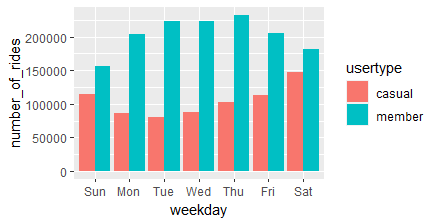 number_of_rides
200000
150000
100000
50000
0
Sun Mon Tue Wed Thu Fri Sat
weekday
usertype
casual
member